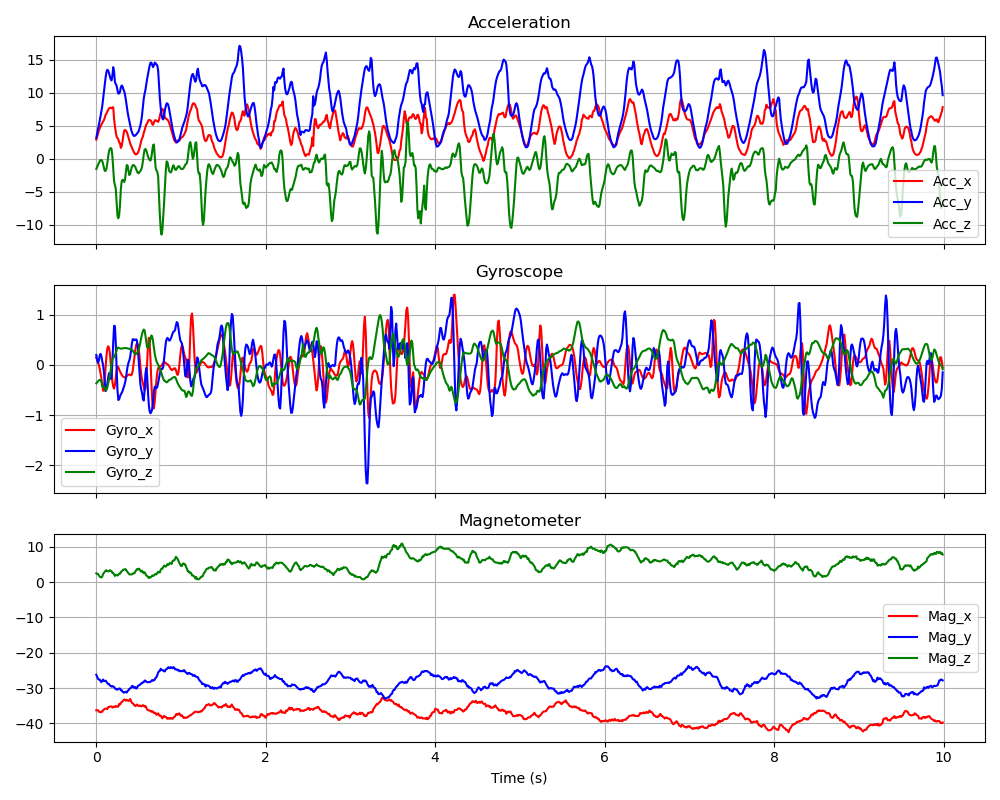 Acceleration
15
10
5
0
−5
−10
Acc_x
Acc_y
Acc_z
Gyroscope
1
0
−1
−2
Gyro_x
Gyro_y
Gyro_z
Magnetometer
10
0
−10
−20
−30
−40
Mag_x
Mag_y
Mag_z
0 2 4 6 8 10
Time (s)